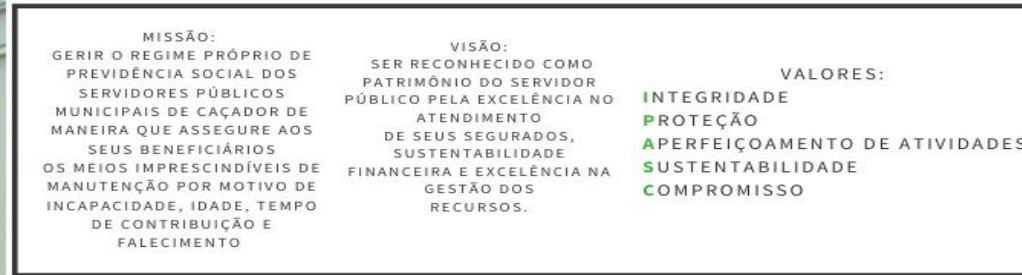 MISSÃO:
GERIR O REGIME PRÓPRIO DE
PREVIDÊNCIA SOCIAL DOS
SERVIDORES PÚBLICOS
MUNICIPAIS DE CAÇADOR DE
MANEIRA QUE ASSEGURE AOS
SEUS BENEFICIÁRIOS
OS MEIOS IMPRESCINDÍVEIS DE
MANUTENÇÃO POR MOTIVO DE
INCAPACIDADE, IDADE, TEMPO
DE CONTRIBUIÇÃO E
FALECIMENTO
VISÃO:
SER RECONHECIDO COMO
PATRIMÔNIO DO SERVIDOR
PÚBLICO PELA EXCELÊNCIA NO
ATENDIMENTO
DE SEUS SEGURADOS,
SUSTENTABILIDADE
FINANCEIRA E EXCELÊNCIA NA
GESTÃO DOS
RECURSOS.
VALORES:
INTEGRIDADE
PROTEÇÃO
APERFEIÇOAMENTO DE ATIVIDADES
SUSTENTABILIDADE
COMPROMISSO